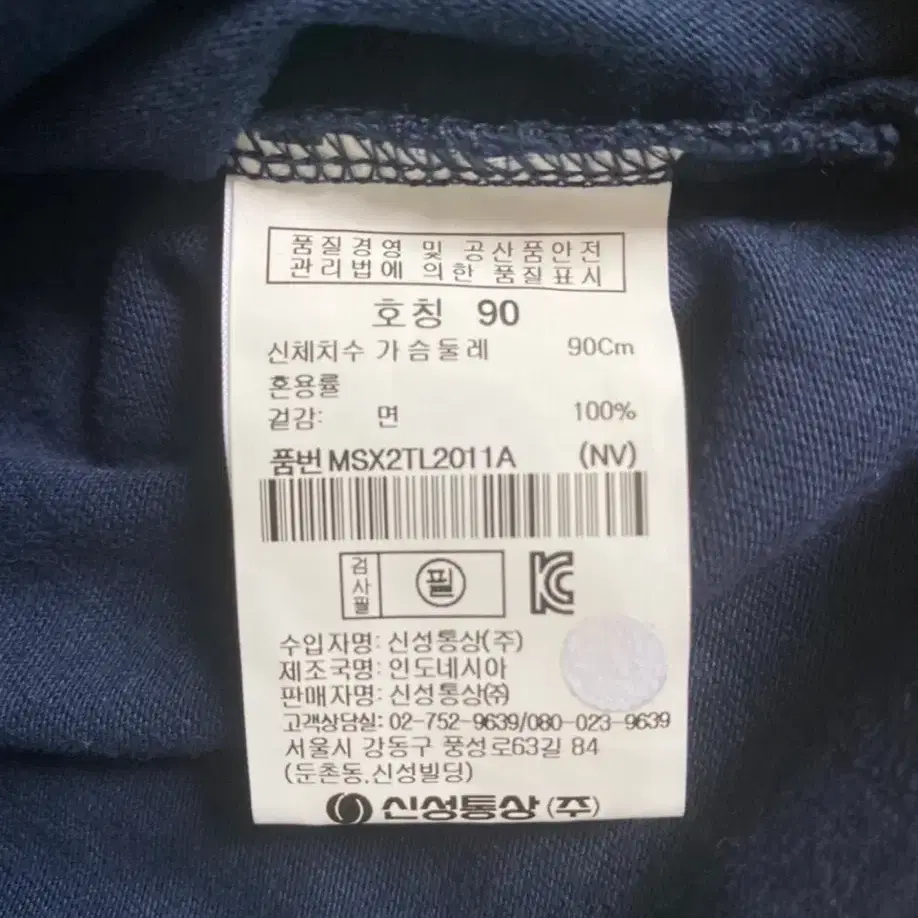 품질경영 및 공산품안전
관리법에 의한 품질표시
호칭 90
신체치수 가슴둘레 90Cm
혼용률
겉감: 면 100%
품번 MSX2TL2011A (NV)
검사필 필 KC
수입자명: 신성통상(주)
제조국명: 인도네시아
판매자명: 신성통상㈜
고객상담실: 02-752-9639/080-023-9639
서울시 강동구 풍성로63길 84
(둔촌동,신성빌딩)
신성통상(주)